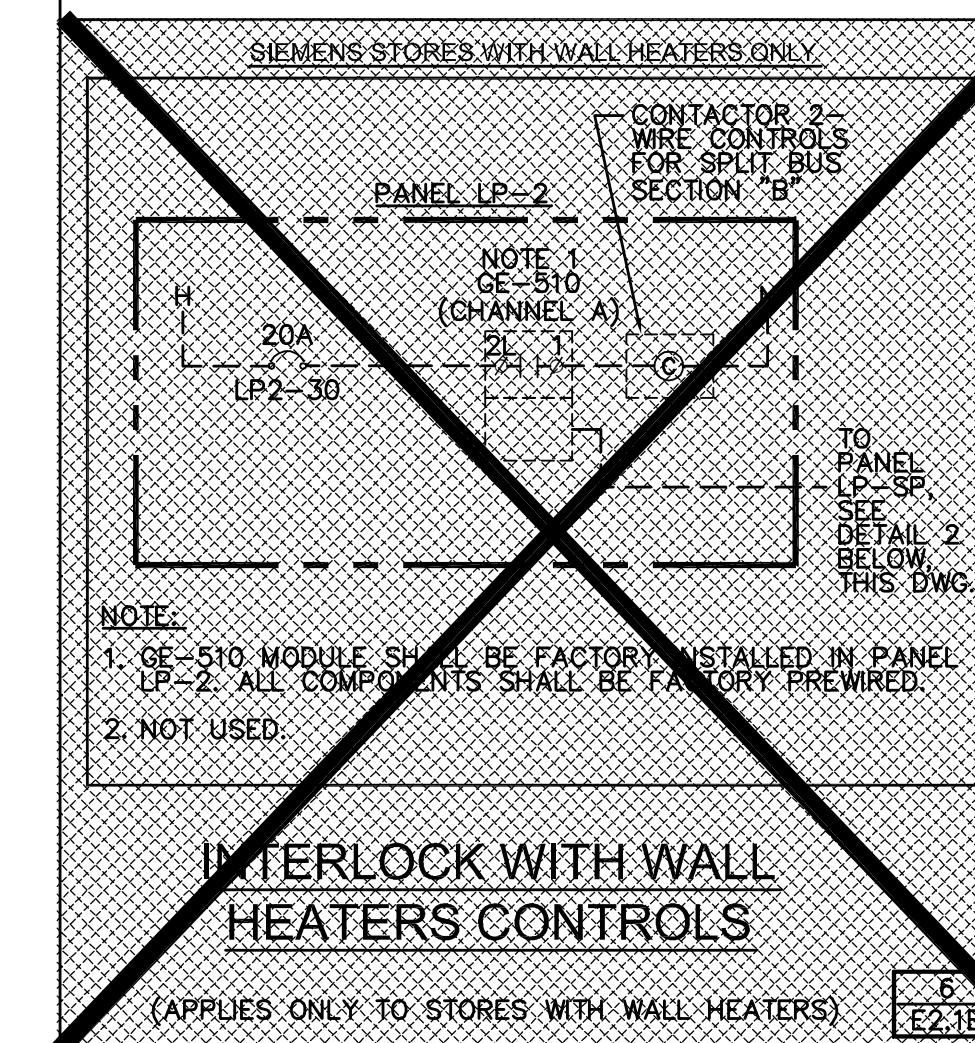 SIEMENS STORES WITH WALL HEATERS ONLY
CONTACTOR 2-
WIRE CONTROLS
FOR SPLIT BUS
SECTION "B"
PANEL LP-2
NOTE 1
GE-510
(CHANNEL A)
H
N
20A
2L
1
C
LP2-30
TO
PANEL
LP-SP,
SEE
DETAIL 2
BELOW,
THIS DWG.
NOTE:
1. GE-510 MODULE SHALL BE FACTORY INSTALLED IN PANEL
LP-2. ALL COMPONENTS SHALL BE FACTORY PREWIRED.
2. NOT USED.
INTERLOCK WITH WALL
HEATERS CONTROLS
(APPLIES ONLY TO STORES WITH WALL HEATERS)
6
E2.1B